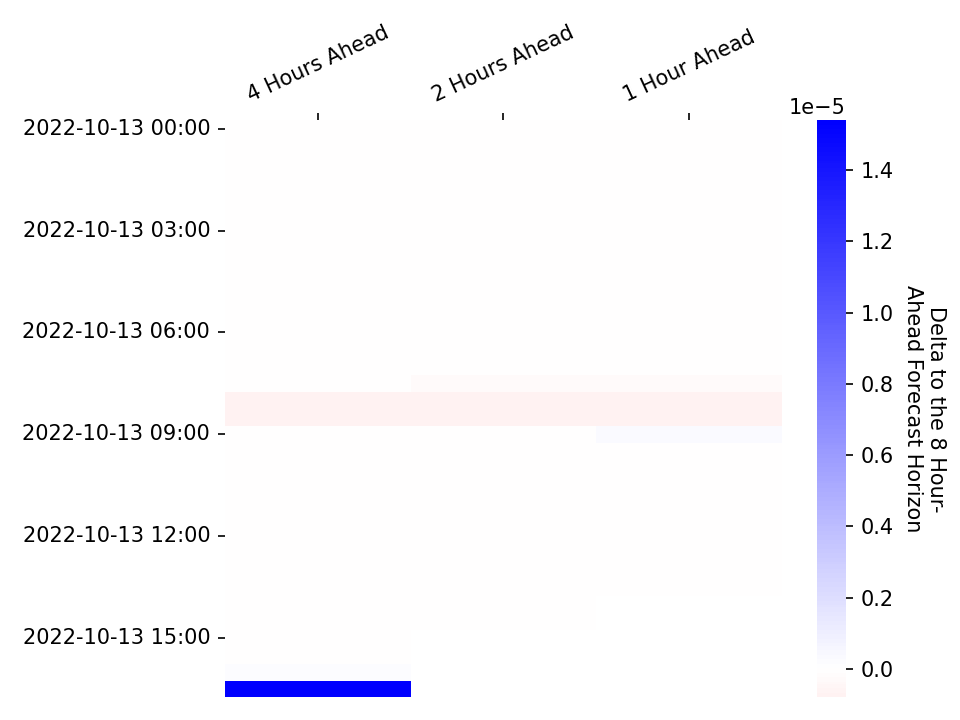 4 Hours Ahead
2 Hours Ahead
1 Hour Ahead
1e−5
2022-10-13 00:00
2022-10-13 03:00
2022-10-13 06:00
2022-10-13 09:00
2022-10-13 12:00
2022-10-13 15:00
1.4
1.2
1.0
0.8
0.6
0.4
0.2
0.0
Delta to the 8 Hour-
Ahead Forecast Horizon